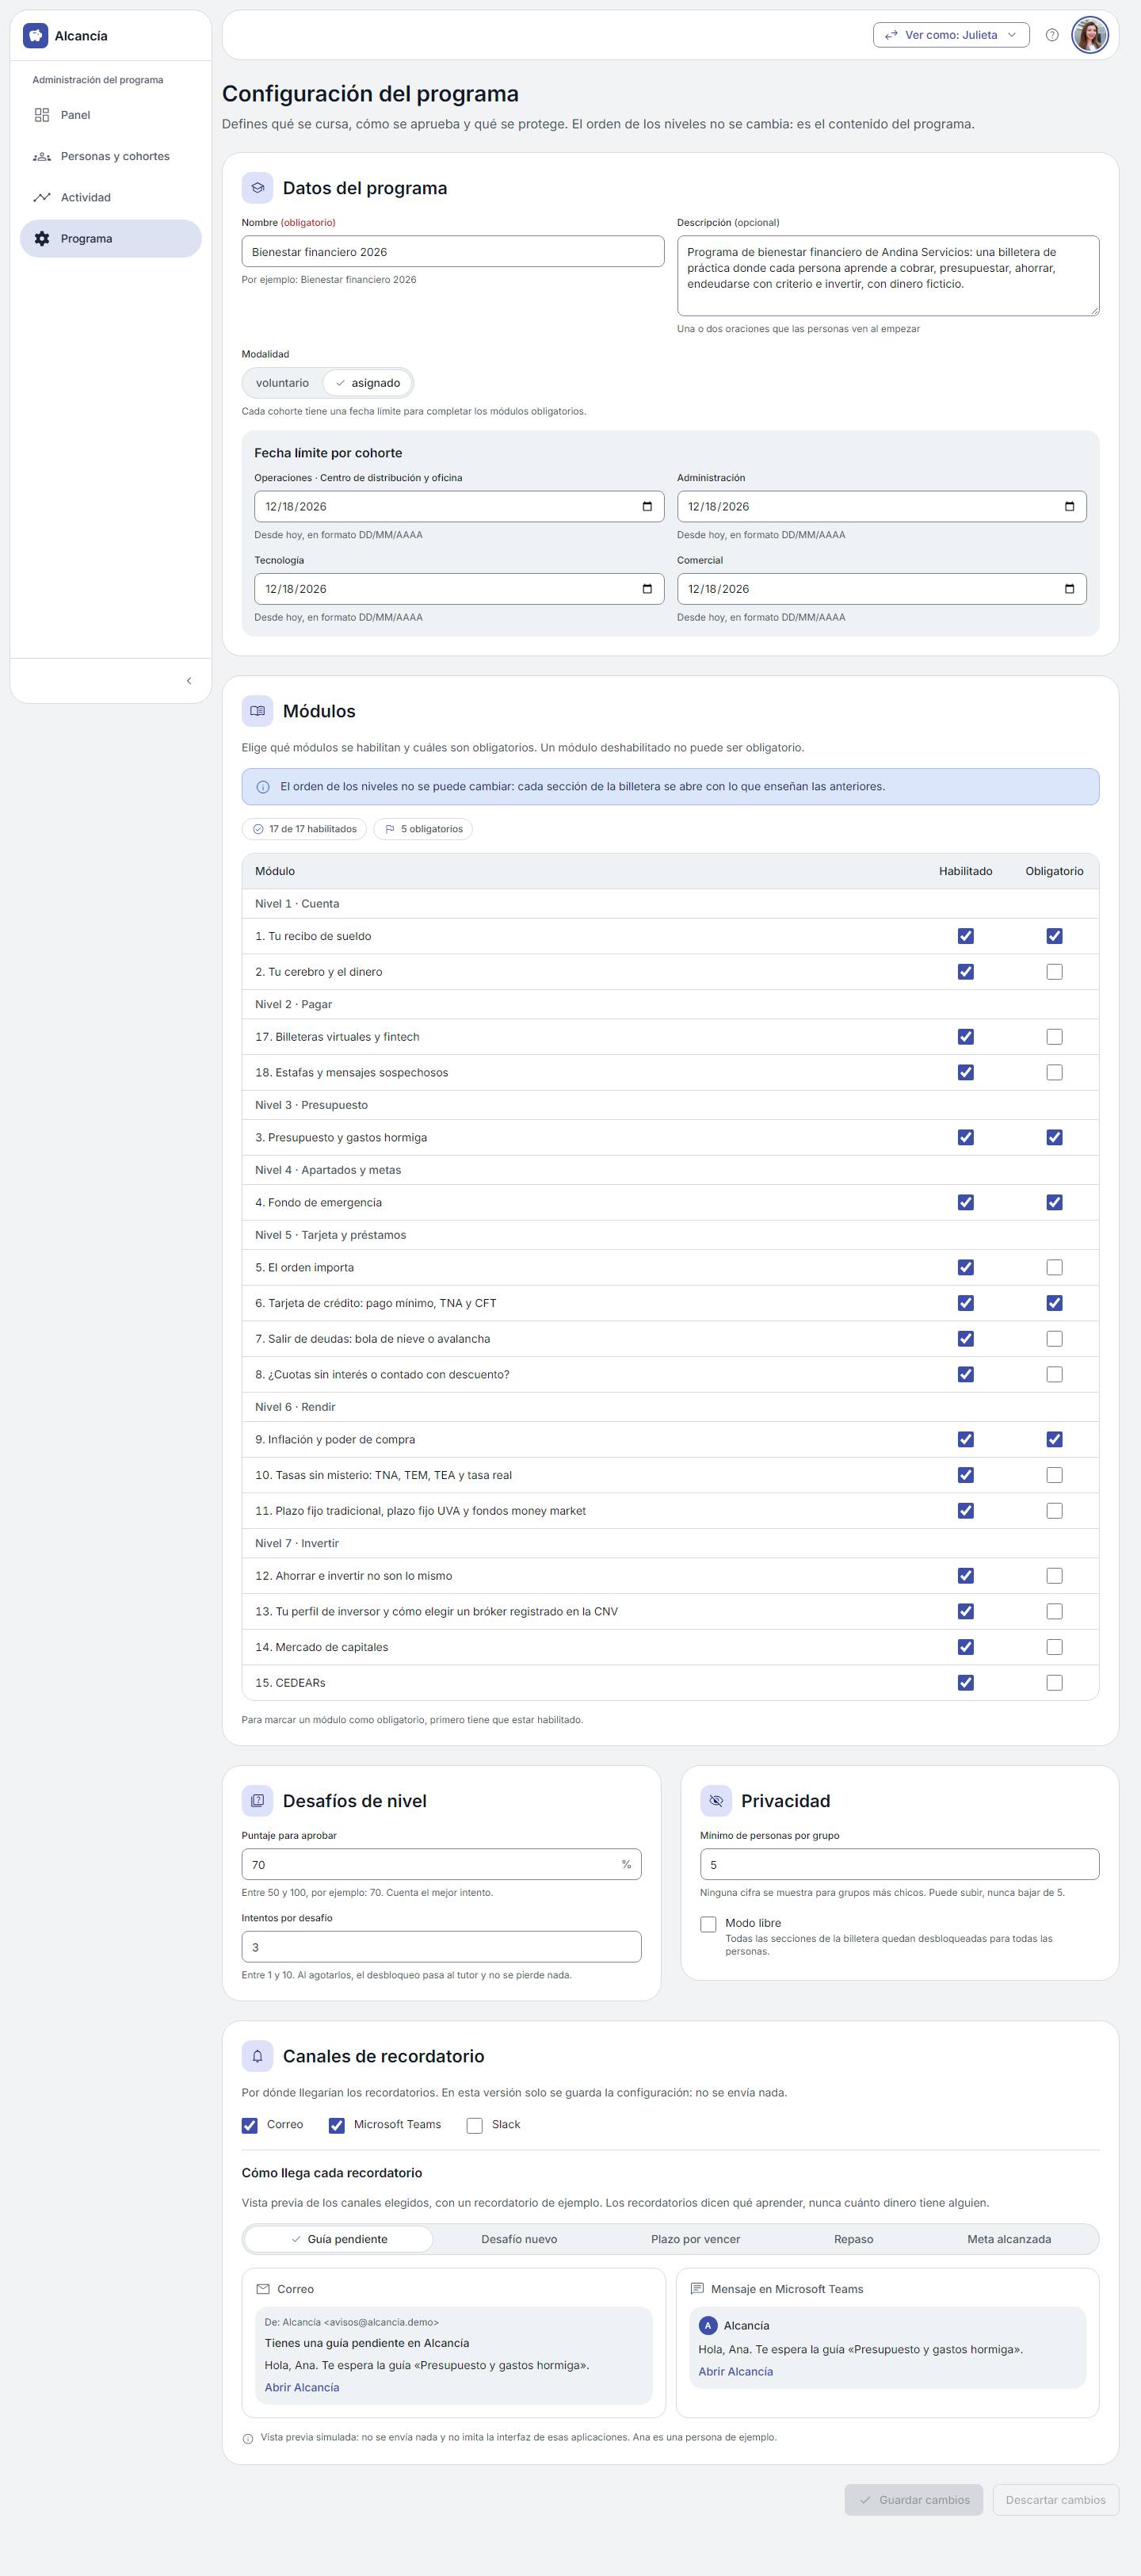 Alcancía
Administración del programa
Panel
Personas y cohortes
Actividad
Programa
Ver como: Julieta
Configuración del programa
Defines qué se cursa, cómo se aprueba y qué se protege. El orden de los niveles no se cambia: es el contenido del programa.
Datos del programa
Nombre (obligatorio)
Bienestar financiero 2026
Por ejemplo: Bienestar financiero 2026
Descripción (opcional)
Programa de bienestar financiero de Andina Servicios: una billetera de
práctica donde cada persona aprende a cobrar, presupuestar, ahorrar,
endeudarse con criterio e invertir, con dinero ficticio.
Una o dos oraciones que las personas ven al empezar
Modalidad
voluntario
asignado
Cada cohorte tiene una fecha límite para completar los módulos obligatorios.
Fecha límite por cohorte
Operaciones · Centro de distribución y oficina
12/18/2026
Desde hoy, en formato DD/MM/AAAA
Administración
12/18/2026
Desde hoy, en formato DD/MM/AAAA
Tecnología
12/18/2026
Desde hoy, en formato DD/MM/AAAA
Comercial
12/18/2026
Desde hoy, en formato DD/MM/AAAA
Módulos
Elige qué módulos se habilitan y cuáles son obligatorios. Un módulo deshabilitado no puede ser obligatorio.
El orden de los niveles no se puede cambiar: cada sección de la billetera se abre con lo que enseñan las anteriores.
17 de 17 habilitados
5 obligatorios
Módulo Habilitado Obligatorio
Nivel 1 · Cuenta
1. Tu recibo de sueldo
2. Tu cerebro y el dinero
Nivel 2 · Pagar
17. Billeteras virtuales y fintech
18. Estafas y mensajes sospechosos
Nivel 3 · Presupuesto
3. Presupuesto y gastos hormiga
Nivel 4 · Apartados y metas
4. Fondo de emergencia
Nivel 5 · Tarjeta y préstamos
5. El orden importa
6. Tarjeta de crédito: pago mínimo, TNA y CFT
7. Salir de deudas: bola de nieve o avalancha
8. ¿Cuotas sin interés o contado con descuento?
Nivel 6 · Rendir
9. Inflación y poder de compra
10. Tasas sin misterio: TNA, TEM, TEA y tasa real
11. Plazo fijo tradicional, plazo fijo UVA y fondos money market
Nivel 7 · Invertir
12. Ahorrar e invertir no son lo mismo
13. Tu perfil de inversor y cómo elegir un bróker registrado en la CNV
14. Mercado de capitales
15. CEDEARs
Para marcar un módulo como obligatorio, primero tiene que estar habilitado.
Desafíos de nivel
Puntaje para aprobar
70 %
Entre 50 y 100, por ejemplo: 70. Cuenta el mejor intento.
Intentos por desafío
3
Entre 1 y 10. Al agotarlos, el desbloqueo pasa al tutor y no se pierde nada.
Privacidad
Mínimo de personas por grupo
5
Ninguna cifra se muestra para grupos más chicos. Puede subir, nunca bajar de 5.
Modo libre
Todas las secciones de la billetera quedan desbloqueadas para todas las
personas.
Canales de recordatorio
Por dónde llegarían los recordatorios. En esta versión solo se guarda la configuración: no se envía nada.
Correo
Microsoft Teams
Slack
Cómo llega cada recordatorio
Vista previa de los canales elegidos, con un recordatorio de ejemplo. Los recordatorios dicen qué aprender, nunca cuánto dinero tiene alguien.
Guía pendiente
Desafío nuevo
Plazo por vencer
Repaso
Meta alcanzada
Correo
De: Alcancía <avisos@alcancia.demo>
Tienes una guía pendiente en Alcancía
Hola, Ana. Te espera la guía «Presupuesto y gastos hormiga».
Abrir Alcancía
Mensaje en Microsoft Teams
A Alcancía
Hola, Ana. Te espera la guía «Presupuesto y gastos hormiga».
Abrir Alcancía
Vista previa simulada: no se envía nada y no imita la interfaz de esas aplicaciones. Ana es una persona de ejemplo.
Guardar cambios
Descartar cambios